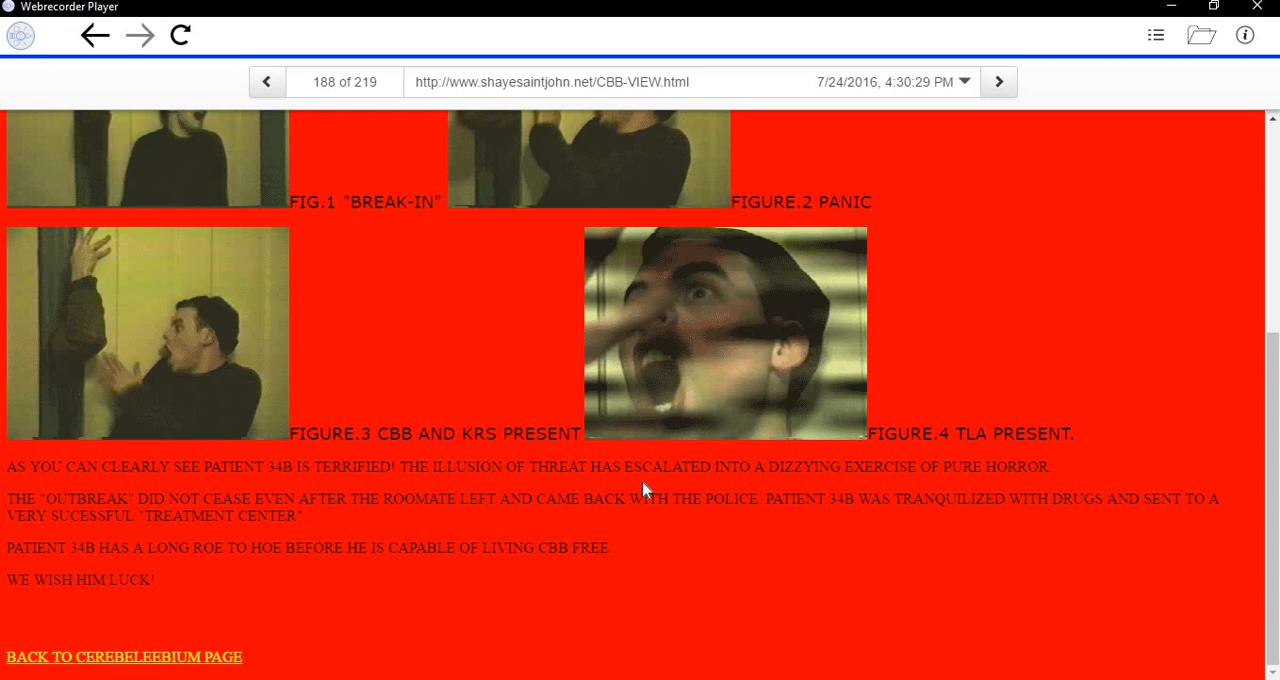 Webrecorder Player
188 of 219
http://www.shayesaintjohn.net/CBB-VIEW.html
7/24/2016, 4:30:29 PM
FIG.1 "BREAK-IN"
FIGURE.2 PANIC
FIGURE.3 CBB AND KRS PRESENT
FIGURE.4 TLA PRESENT.
AS YOU CAN CLEARLY SEE PATIENT 34B IS TERRIFIED! THE ILLUSION OF THREAT HAS ESCALATED INTO A DIZZYING EXERCISE OF PURE HORROR.
THE "OUTBREAK" DID NOT CEASE EVEN AFTER THE ROOMATE LEFT AND CAME BACK WITH THE POLICE. PATIENT 34B WAS TRANQUILIZED WITH DRUGS AND SENT TO A
VERY SUCESSFUL "TREATMENT CENTER"
PATIENT 34B HAS A LONG ROE TO HOE BEFORE HE IS CAPABLE OF LIVING CBB FREE
WE WISH HIM LUCK!
BACK TO CEREBELEEBIUM PAGE